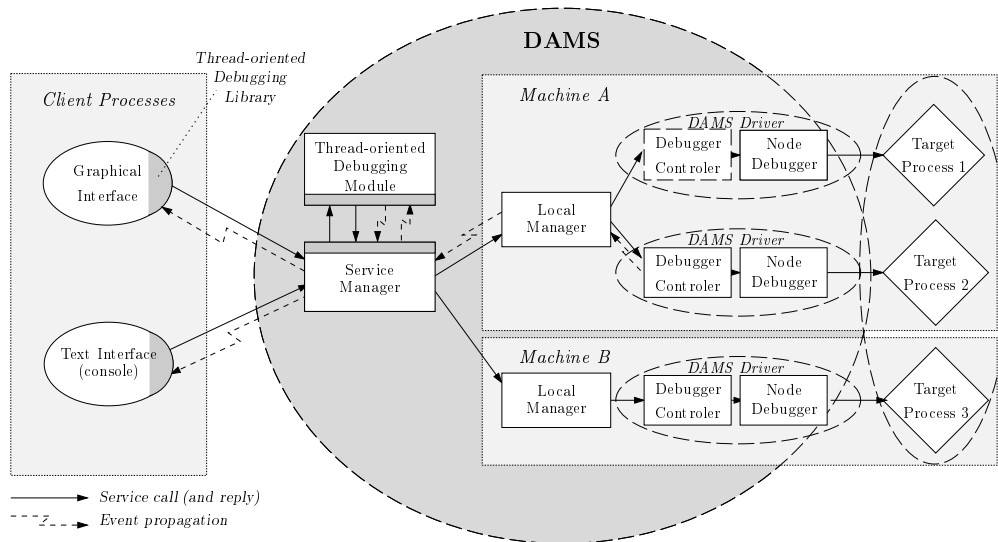 DAMS
Thread-oriented
Debugging
Library
Client Processes
Graphical
Interface
Text Interface
(console)
Thread-oriented
Debugging
Module
Service
Manager
Machine A
Local
Manager
DAMS Driver
Debugger
Controler
Node
Debugger
Target
Process 1
DAMS Driver
Debugger
Controler
Node
Debugger
Target
Process 2
Machine B
Local
Manager
DAMS Driver
Debugger
Controler
Node
Debugger
Target
Process 3
Service call (and reply)
Event propagation